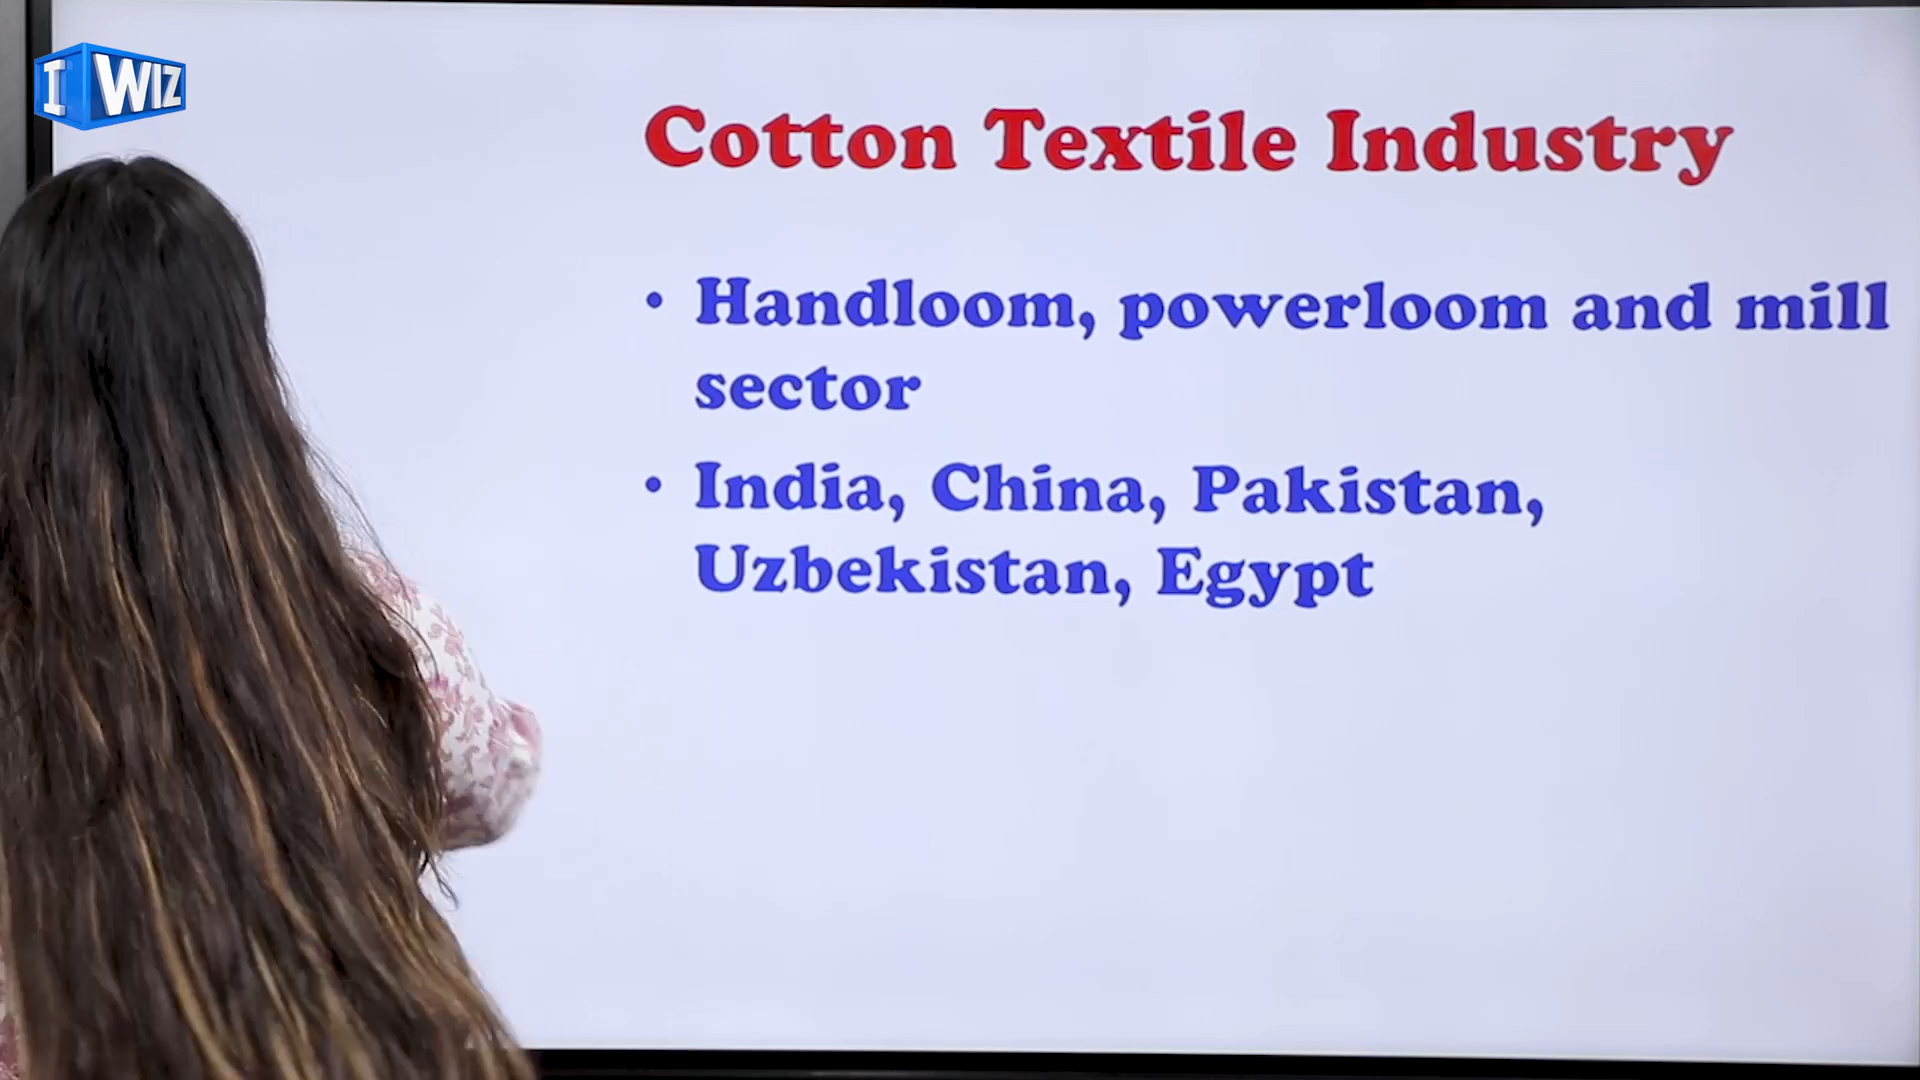 I WIZ
Cotton Textile Industry
• Handloom, powerloom and mill
sector
• India, China, Pakistan,
Uzbekistan, Egypt